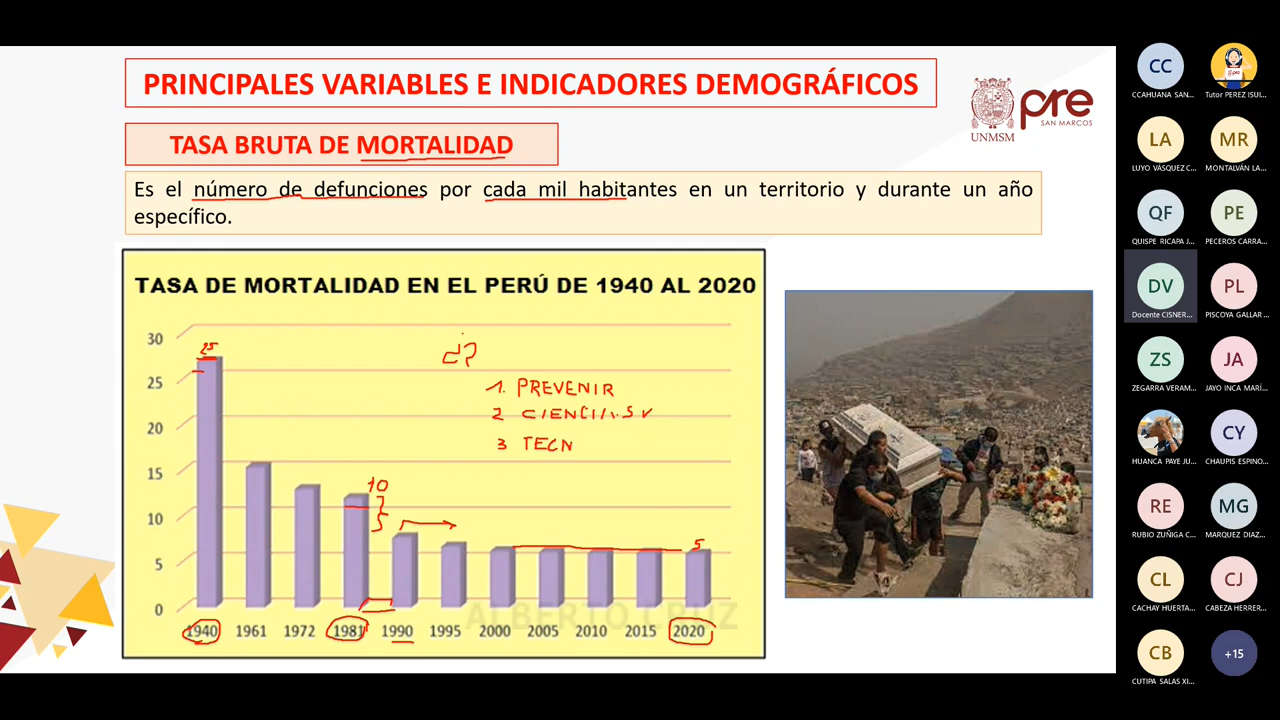 PRINCIPALES VARIABLES E INDICADORES DEMOGRÁFICOS
UNMSM
pre
SAN MARCOS
TASA BRUTA DE MORTALIDAD
Es el número de defunciones por cada mil habitantes en un territorio y durante un año
específico.
TASA DE MORTALIDAD EN EL PERÚ DE 1940 AL 2020
30
25
20
15
10
5
0
25
¿?
1. PREVENIR
2 CIENCIAS
3 TECN
10
5
1940 1961 1972 1981 1990 1995 2000 2005 2010 2015 2020
ALBERTO CRUZ
CC
CCAHUANA SAN...
Tutor PEREZ ISUI...
LA
LUYO VÁSQUEZ C...
MR
MONTALVÁN LA...
QF
QUISPE RICAPA J...
PE
PECEROS CARRA...
DV
Docente CISNER...
PL
PISCOYA GALLAR...
ZS
ZEGARRA VERAM...
JA
JAYO INCA MARÍ...
HUANCA PAYE JU...
CY
CHAUPIS ESPINO...
RE
RUBIO ZUÑIGA C...
MG
MARQUEZ DIAZ...
CL
CACHAY HUERTA...
CJ
CABEZA HERRER...
CB
CUTIPA SALAS XI...
+15